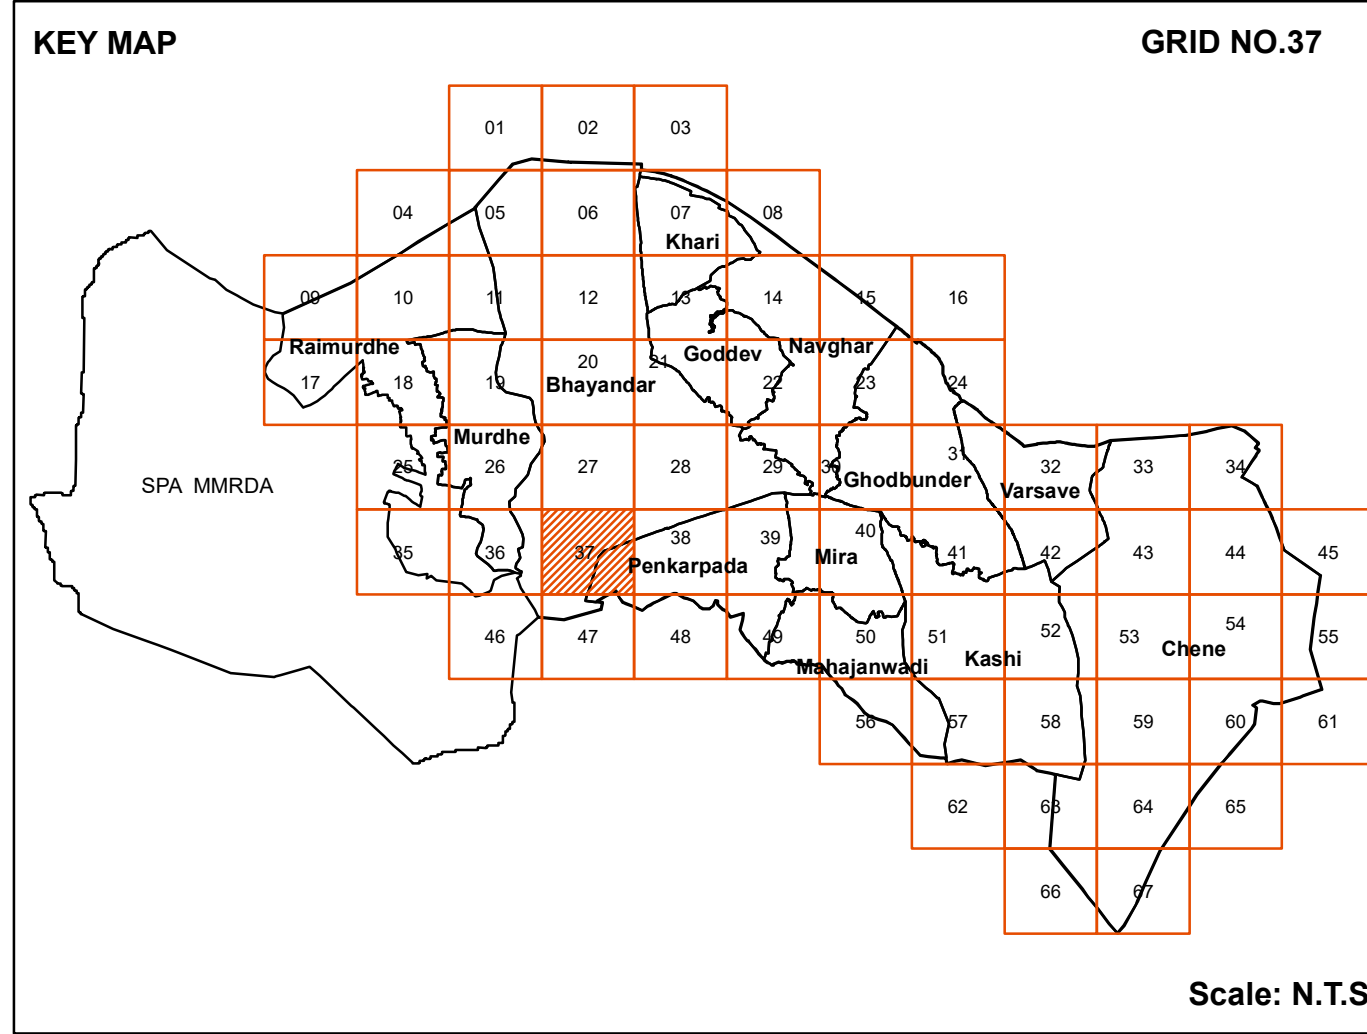 KEY MAP GRID NO.37
01 02 03
04 05 06 07 08
Khari
09 10 11 12 13 14 15 16
Raimurdhe Goddev Navghar
17 18 19 20 21 22 23 24
Bhayandar
Murdhe
25 26 27 28 29 30 31 32 33 34
SPA MMRDA Ghodbunder Varsave
35 36 37 38 39 40 41 42 43 44 45
Penkarpada Mira
46 47 48 49 50 51 52 53 54 55
Mahajanwadi Kashi Chene
56 57 58 59 60 61
62 63 64 65
66 67
Scale: N.T.S